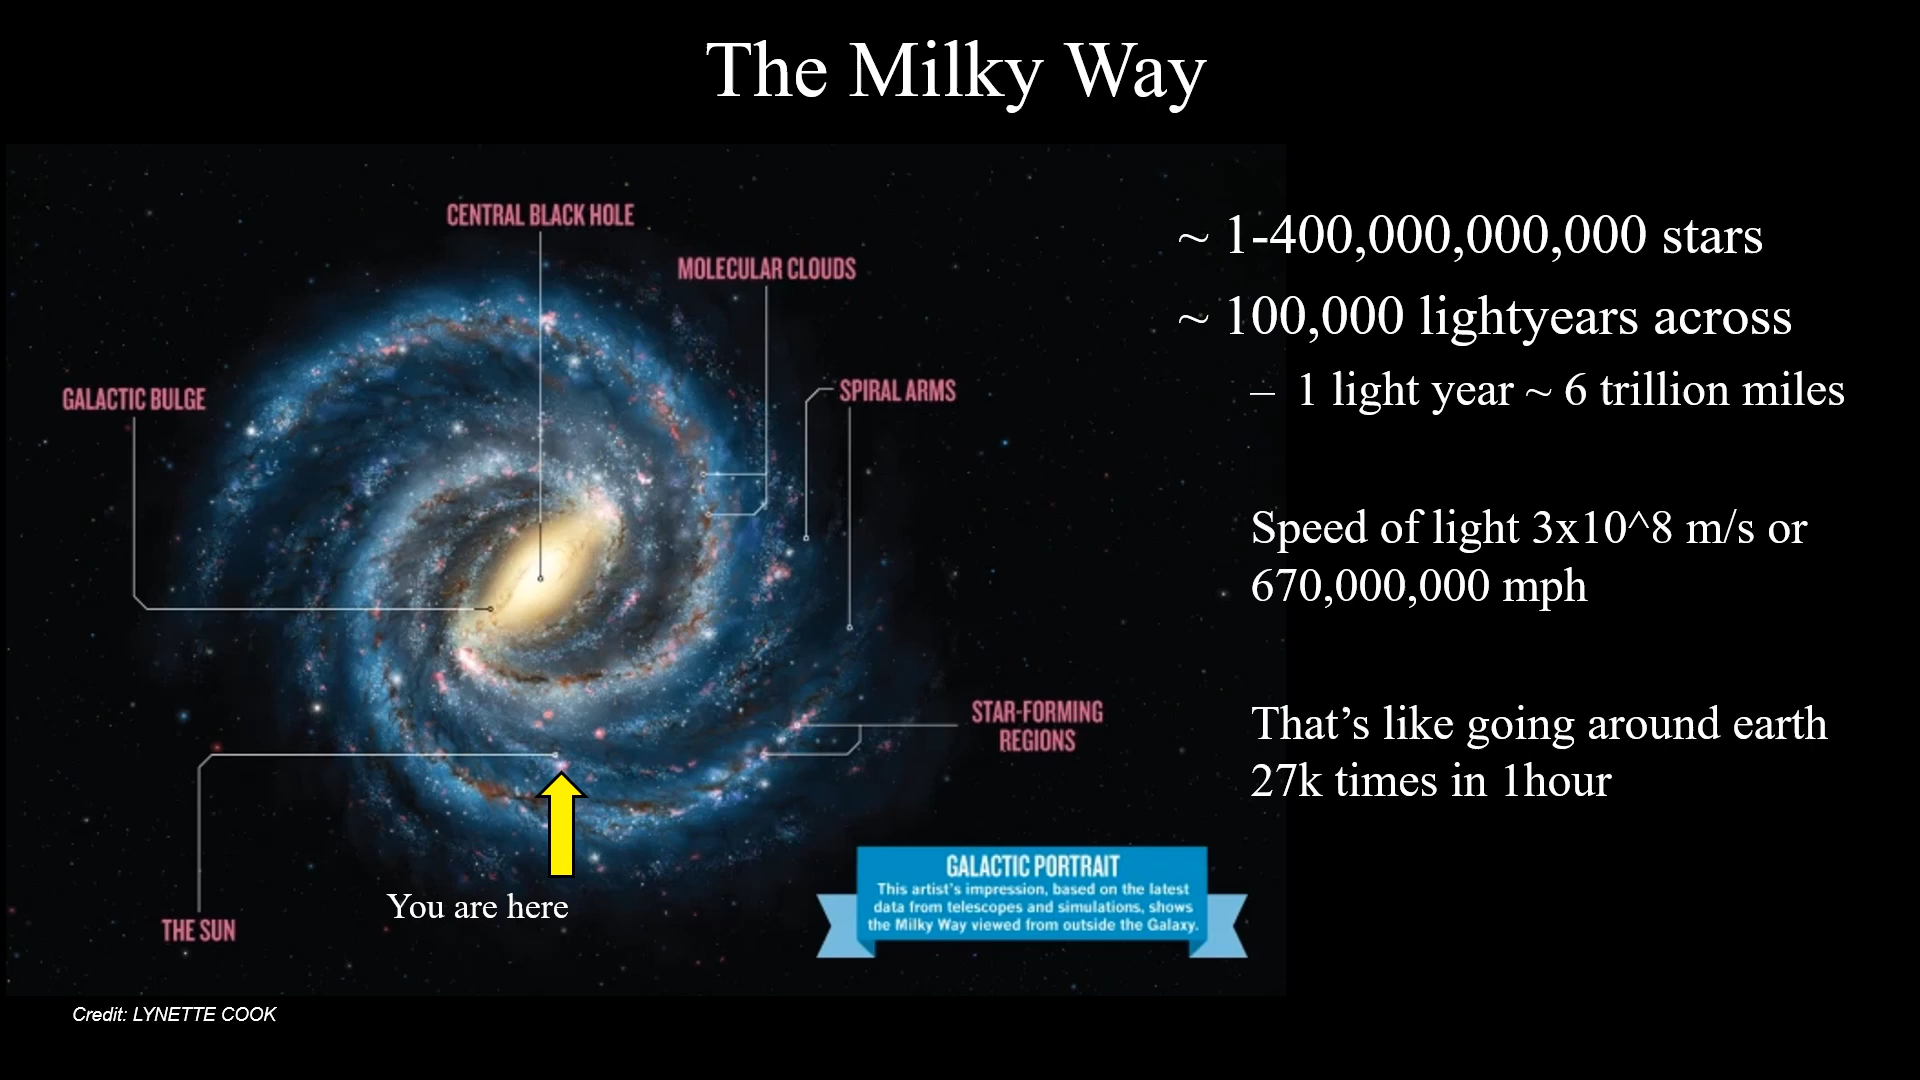 The Milky Way
CENTRAL BLACK HOLE
MOLECULAR CLOUDS
GALACTIC BULGE
SPIRAL ARMS
STAR-FORMING
REGIONS
THE SUN
You are here
GALACTIC PORTRAIT
This artist's impression, based on the latest
data from telescopes and simulations, shows
the Milky Way viewed from outside the Galaxy.
Credit: LYNETTE COOK
~ 1-400,000,000,000 stars
~ 100,000 lightyears across
– 1 light year ~ 6 trillion miles
Speed of light 3x10^8 m/s or
670,000,000 mph
That’s like going around earth
27k times in 1hour